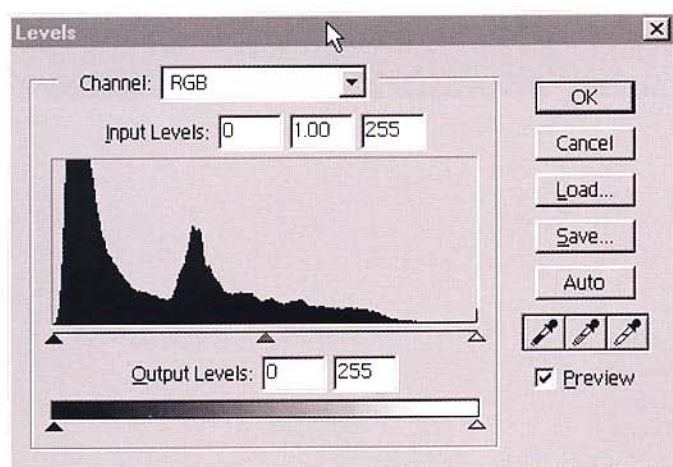 Levels
Channel: RGB
OK
Input Levels: 0 1.00 255
Cancel
Load...
Save...
Auto
Output Levels: 0 255
Preview